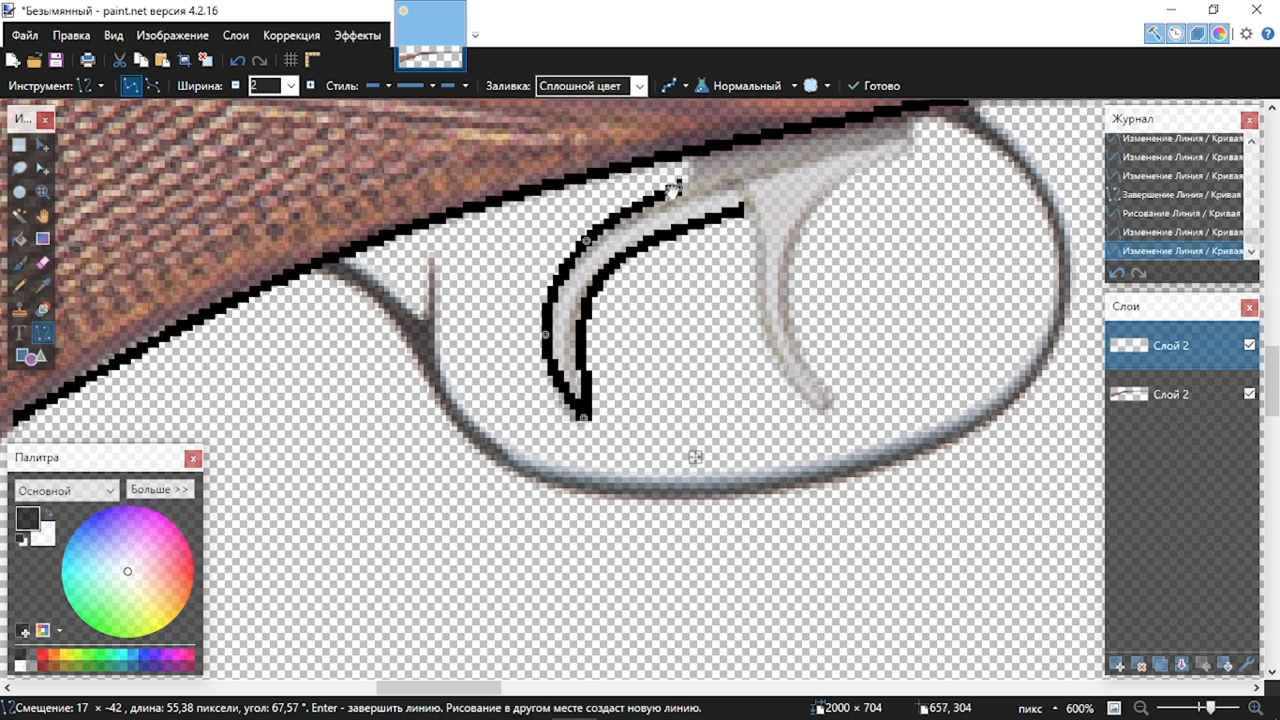 *Безымянный - paint.net версия 4.2.16
Файл Правка Вид Изображение Слои Коррекция Эффекты
Инструмент: Ширина: 2 Стиль: Заливка: Сплошной цвет Нормальный Готово
И...
Журнал
Изменение Линия / Кривая
Изменение Линия / Кривая
Изменение Линия / Кривая
Завершение Линия / Кривая
Рисование Линия / Кривая
Изменение Линия / Кривая
Изменение Линия / Кривая
Слои
Слой 2
Слой 2
Палитра
Основной Больше >>
Смещение: 17 × -42, длина: 55,38 пиксели, угол: 67,57 °. Enter - завершить линию. Рисование в другом месте создаст новую линию. 2000 × 704 657, 304 пикс 600%